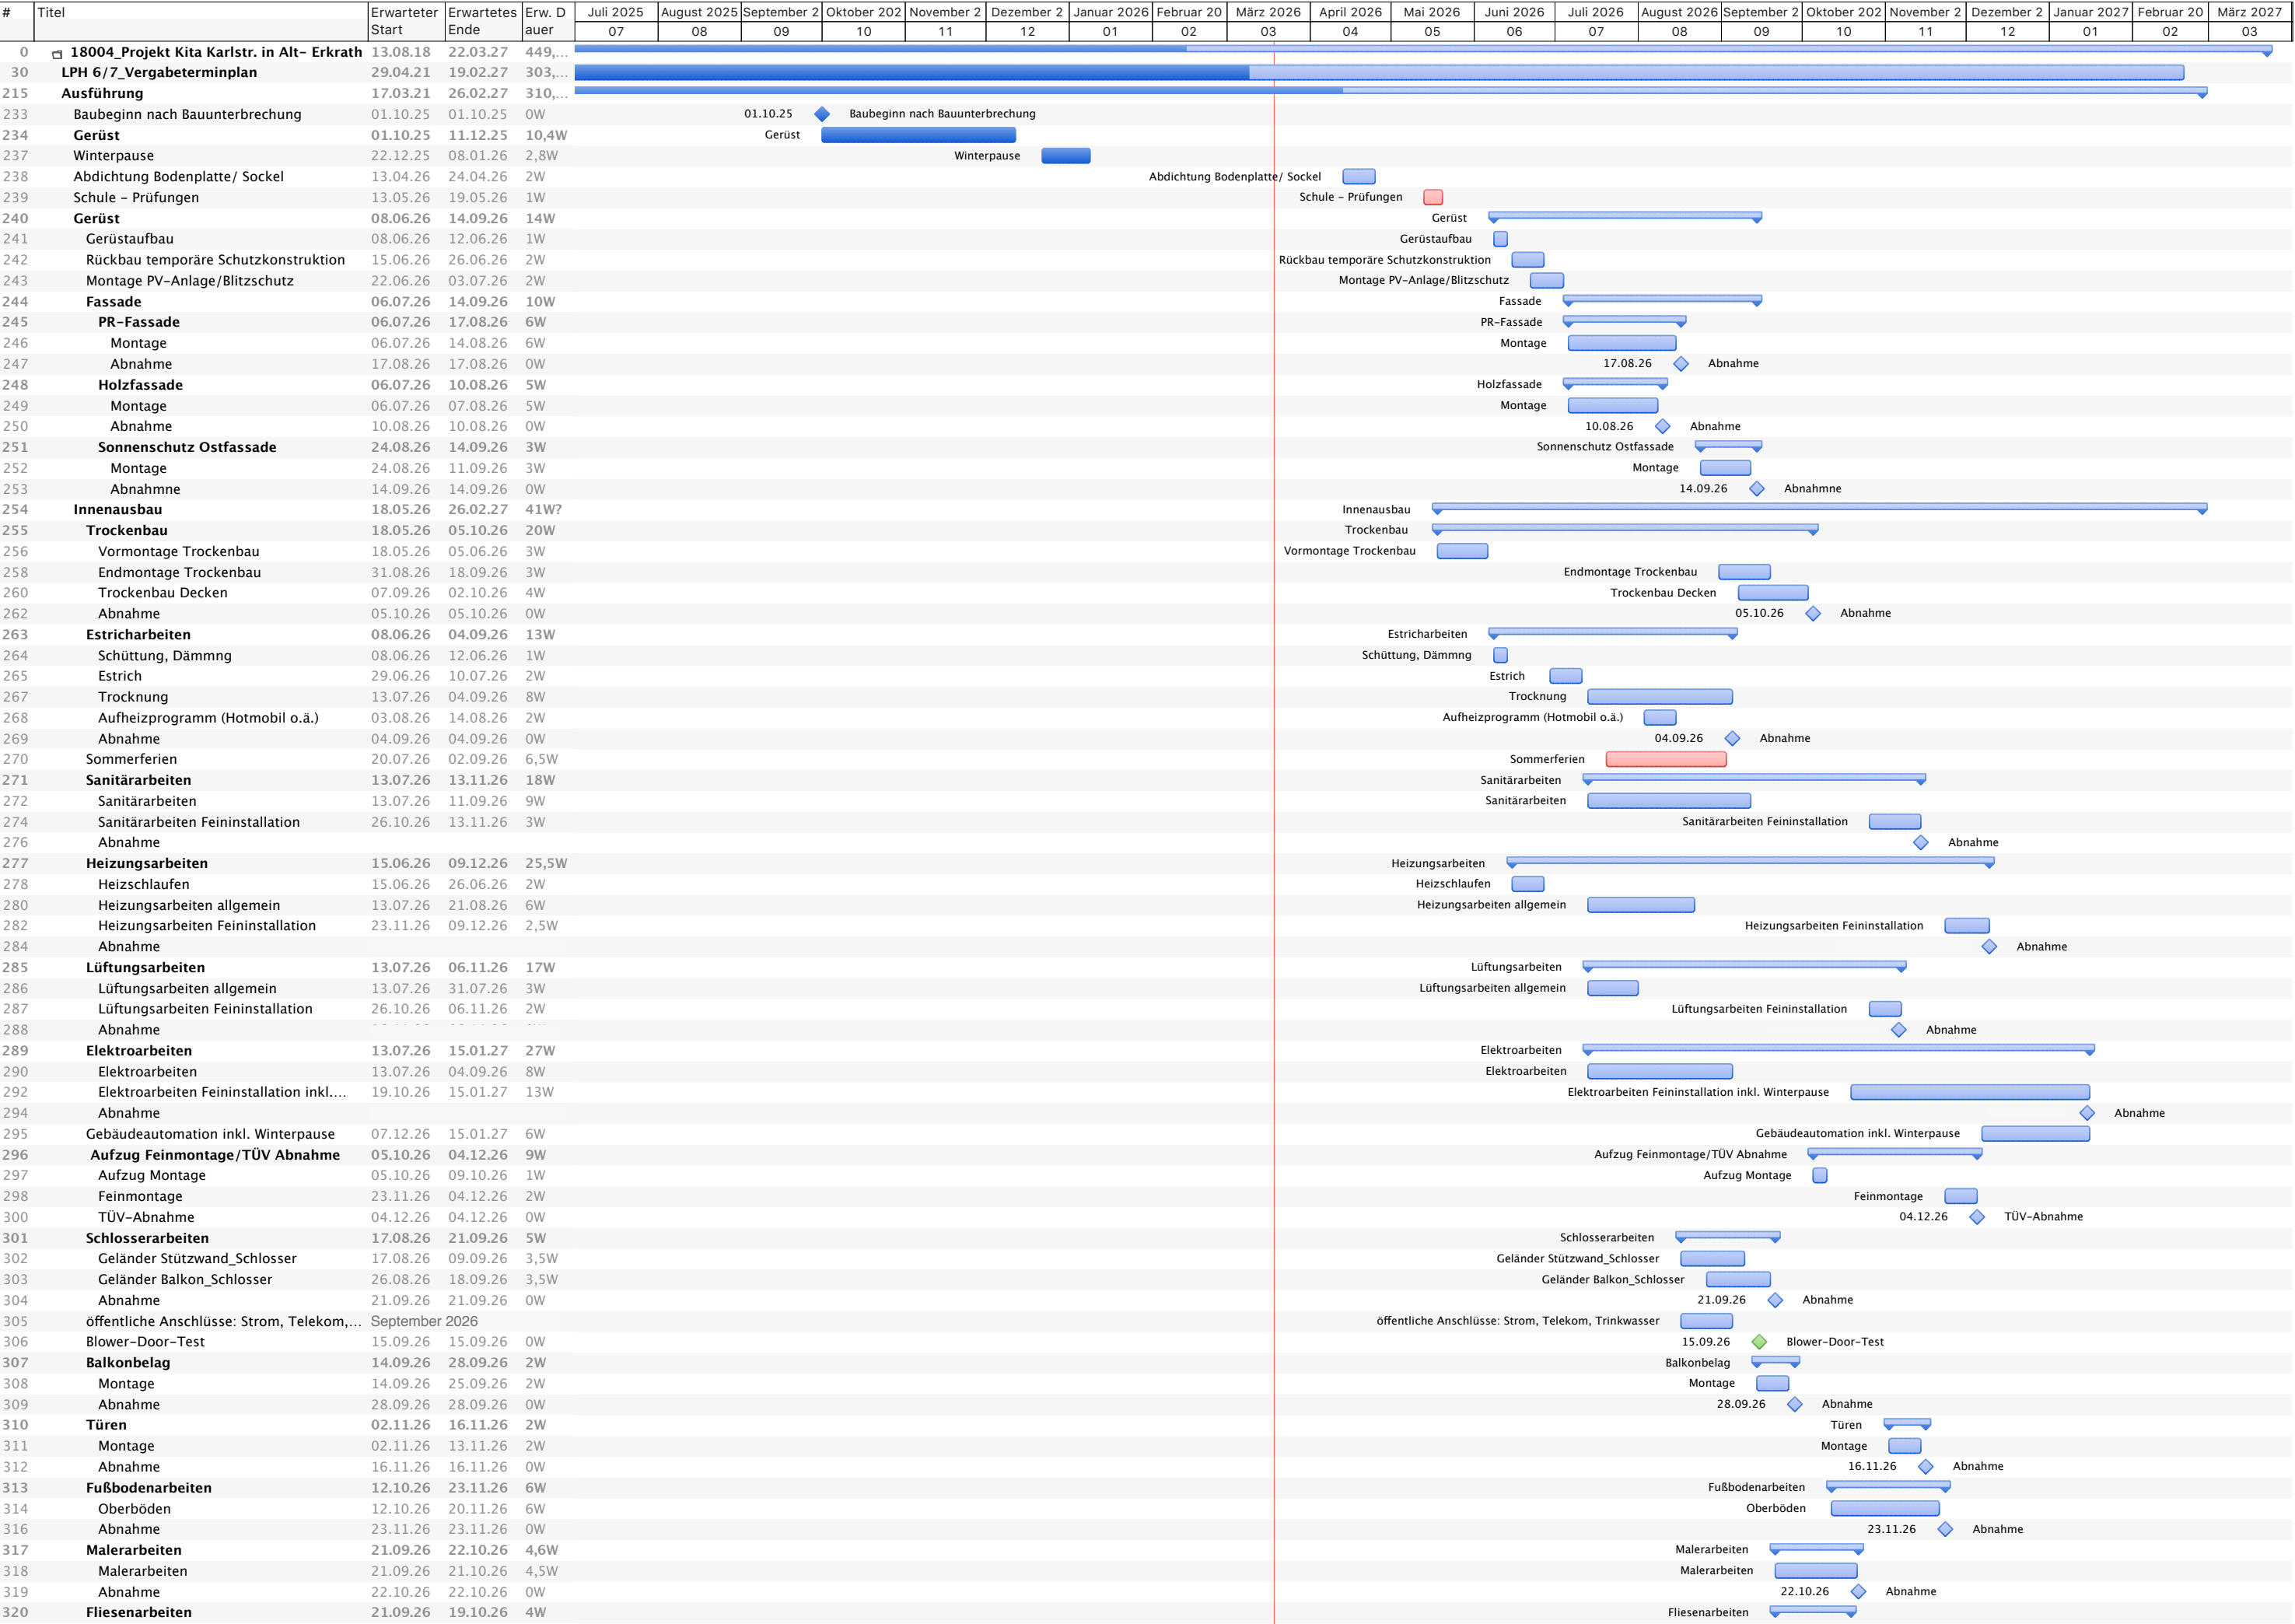 # Titel Erwarteter Start Erwartetes Ende Erw. D auer Juli 2025 August 2025 September 2 Oktober 202 November 2 Dezember 2 Januar 2026 Februar 20 März 2026 April 2026 Mai 2026 Juni 2026 Juli 2026 August 2026 September 2 Oktober 202 November 2 Dezember 2 Januar 2027 Februar 20 März 2027
07 08 09 10 11 12 01 02 03 04 05 06 07 08 09 10 11 12 01 02 03
0 18004_Projekt Kita Karlstr. in Alt- Erkrath 13.08.18 22.03.27 449,...
30 LPH 6/7_Vergabeterminplan 29.04.21 19.02.27 303,...
215 Ausführung 17.03.21 26.02.27 310,...
233 Baubeginn nach Bauunterbrechung 01.10.25 01.10.25 0W 01.10.25 Baubeginn nach Bauunterbrechung
234 Gerüst 01.10.25 11.12.25 10,4W Gerüst
237 Winterpause 22.12.25 08.01.26 2,8W Winterpause
238 Abdichtung Bodenplatte/ Sockel 13.04.26 24.04.26 2W Abdichtung Bodenplatte/ Sockel
239 Schule - Prüfungen 13.05.26 19.05.26 1W Schule - Prüfungen
240 Gerüst 08.06.26 14.09.26 14W Gerüst
241 Gerüstaufbau 08.06.26 12.06.26 1W Gerüstaufbau
242 Rückbau temporäre Schutzkonstruktion 15.06.26 26.06.26 2W Rückbau temporäre Schutzkonstruktion
243 Montage PV-Anlage/Blitzschutz 22.06.26 03.07.26 2W Montage PV-Anlage/Blitzschutz
244 Fassade 06.07.26 14.09.26 10W Fassade
245 PR-Fassade 06.07.26 17.08.26 6W PR-Fassade
246 Montage 06.07.26 14.08.26 6W Montage
247 Abnahme 17.08.26 17.08.26 0W 17.08.26 Abnahme
248 Holzfassade 06.07.26 10.08.26 5W Holzfassade
249 Montage 06.07.26 07.08.26 5W Montage
250 Abnahme 10.08.26 10.08.26 0W 10.08.26 Abnahme
251 Sonnenschutz Ostfassade 24.08.26 14.09.26 3W Sonnenschutz Ostfassade
252 Montage 24.08.26 11.09.26 3W Montage
253 Abnahmne 14.09.26 14.09.26 0W 14.09.26 Abnahmne
254 Innenausbau 18.05.26 26.02.27 41W? Innenausbau
255 Trockenbau 18.05.26 05.10.26 20W Trockenbau
256 Vormontage Trockenbau 18.05.26 05.06.26 3W Vormontage Trockenbau
258 Endmontage Trockenbau 31.08.26 18.09.26 3W Endmontage Trockenbau
260 Trockenbau Decken 07.09.26 02.10.26 4W Trockenbau Decken
262 Abnahme 05.10.26 05.10.26 0W 05.10.26 Abnahme
263 Estricharbeiten 08.06.26 04.09.26 13W Estricharbeiten
264 Schüttung, Dämmng 08.06.26 12.06.26 1W Schüttung, Dämmng
265 Estrich 29.06.26 10.07.26 2W Estrich
267 Trocknung 13.07.26 04.09.26 8W Trocknung
268 Aufheizprogramm (Hotmobil o.ä.) 03.08.26 14.08.26 2W Aufheizprogramm (Hotmobil o.ä.)
269 Abnahme 04.09.26 04.09.26 0W 04.09.26 Abnahme
270 Sommerferien 20.07.26 02.09.26 6,5W Sommerferien
271 Sanitärarbeiten 13.07.26 13.11.26 18W Sanitärarbeiten
272 Sanitärarbeiten 13.07.26 11.09.26 9W Sanitärarbeiten
274 Sanitärarbeiten Feininstallation 26.10.26 13.11.26 3W Sanitärarbeiten Feininstallation
276 Abnahme Abnahme
277 Heizungsarbeiten 15.06.26 09.12.26 25,5W Heizungsarbeiten
278 Heizschlaufen 15.06.26 26.06.26 2W Heizschlaufen
280 Heizungsarbeiten allgemein 13.07.26 21.08.26 6W Heizungsarbeiten allgemein
282 Heizungsarbeiten Feininstallation 23.11.26 09.12.26 2,5W Heizungsarbeiten Feininstallation
284 Abnahme Abnahme
285 Lüftungsarbeiten 13.07.26 06.11.26 17W Lüftungsarbeiten
286 Lüftungsarbeiten allgemein 13.07.26 31.07.26 3W Lüftungsarbeiten allgemein
287 Lüftungsarbeiten Feininstallation 26.10.26 06.11.26 2W Lüftungsarbeiten Feininstallation
288 Abnahme Abnahme
289 Elektroarbeiten 13.07.26 15.01.27 27W Elektroarbeiten
290 Elektroarbeiten 13.07.26 04.09.26 8W Elektroarbeiten
292 Elektroarbeiten Feininstallation inkl.... 19.10.26 15.01.27 13W Elektroarbeiten Feininstallation inkl. Winterpause
294 Abnahme Abnahme
295 Gebäudeautomation inkl. Winterpause 07.12.26 15.01.27 6W Gebäudeautomation inkl. Winterpause
296 Aufzug Feinmontage/TÜV Abnahme 05.10.26 04.12.26 9W Aufzug Feinmontage/TÜV Abnahme
297 Aufzug Montage 05.10.26 09.10.26 1W Aufzug Montage
298 Feinmontage 23.11.26 04.12.26 2W Feinmontage
300 TÜV-Abnahme 04.12.26 04.12.26 0W 04.12.26 TÜV-Abnahme
301 Schlosserarbeiten 17.08.26 21.09.26 5W Schlosserarbeiten
302 Geländer Stützwand_Schlosser 17.08.26 09.09.26 3,5W Geländer Stützwand_Schlosser
303 Geländer Balkon_Schlosser 26.08.26 18.09.26 3,5W Geländer Balkon_Schlosser
304 Abnahme 21.09.26 21.09.26 0W 21.09.26 Abnahme
305 öffentliche Anschlüsse: Strom, Telekom,... September 2026 öffentliche Anschlüsse: Strom, Telekom, Trinkwasser
306 Blower-Door-Test 15.09.26 15.09.26 0W 15.09.26 Blower-Door-Test
307 Balkonbelag 14.09.26 28.09.26 2W Balkonbelag
308 Montage 14.09.26 25.09.26 2W Montage
309 Abnahme 28.09.26 28.09.26 0W 28.09.26 Abnahme
310 Türen 02.11.26 16.11.26 2W Türen
311 Montage 02.11.26 13.11.26 2W Montage
312 Abnahme 16.11.26 16.11.26 0W 16.11.26 Abnahme
313 Fußbodenarbeiten 12.10.26 23.11.26 6W Fußbodenarbeiten
314 Oberböden 12.10.26 20.11.26 6W Oberböden
316 Abnahme 23.11.26 23.11.26 0W 23.11.26 Abnahme
317 Malerarbeiten 21.09.26 22.10.26 4,6W Malerarbeiten
318 Malerarbeiten 21.09.26 21.10.26 4,5W Malerarbeiten
319 Abnahme 22.10.26 22.10.26 0W 22.10.26 Abnahme
320 Fliesenarbeiten 21.09.26 19.10.26 4W Fliesenarbeiten